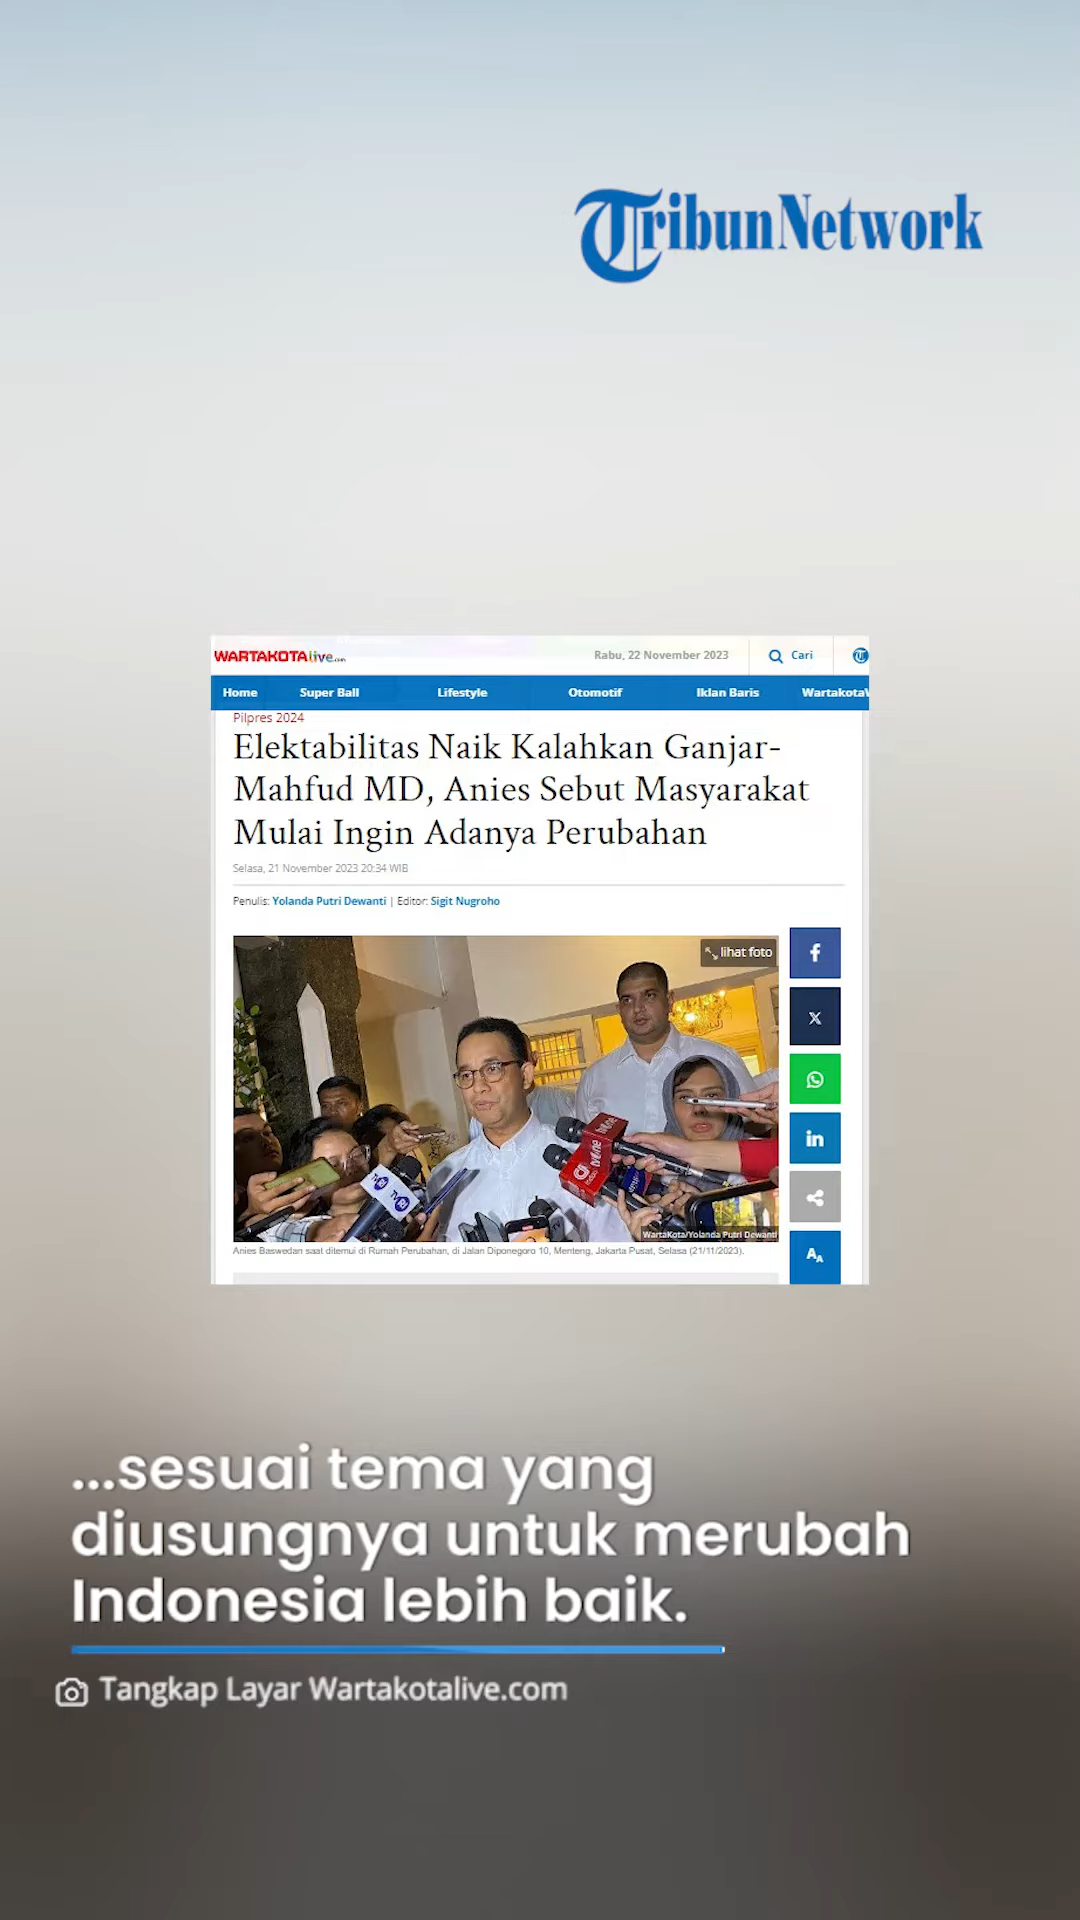 TribunNetwork
WARTAKOTAlive.com
Rabu, 22 November 2023
Cari
Home
Super Ball
Lifestyle
Otomotif
Iklan Baris
WartakotaV
Pilpres 2024
Elektabilitas Naik Kalahkan Ganjar-
Mahfud MD, Anies Sebut Masyarakat
Mulai Ingin Adanya Perubahan
Selasa, 21 November 2023 20:34 WIB
Penulis: Yolanda Putri Dewanti | Editor: Sigit Nugroho
lihat foto
TVRI
TVRI
tvOne
WartaKota/Yolanda Putri Dewanti
Anies Baswedan saat ditemui di Rumah Perubahan, di Jalan Diponegoro 10, Menteng, Jakarta Pusat, Selasa (21/11/2023).
...sesuai tema yang
diusungnya untuk merubah
Indonesia lebih baik.
Tangkap Layar Wartakotalive.com